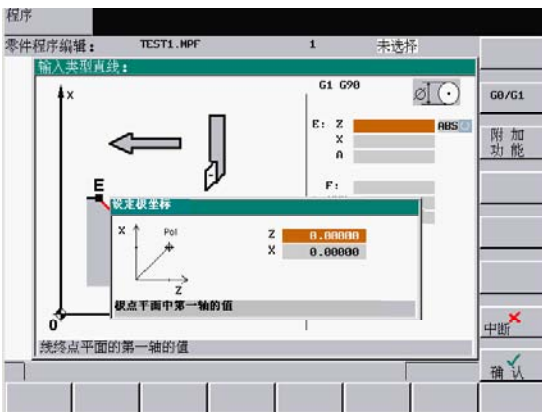 程序
零件程序编辑： TEST1.MPF 1 未选择
输入类型直线：
X
G1 G90
Ø
G0/G1
E: Z ABS
X
A
附加
功能
F:
E
设定极坐标
X Pol
Z 0.00000
X 0.00000
Z
极点平面中第一轴的值
0
中断
线终点平面的第一轴的值
确认